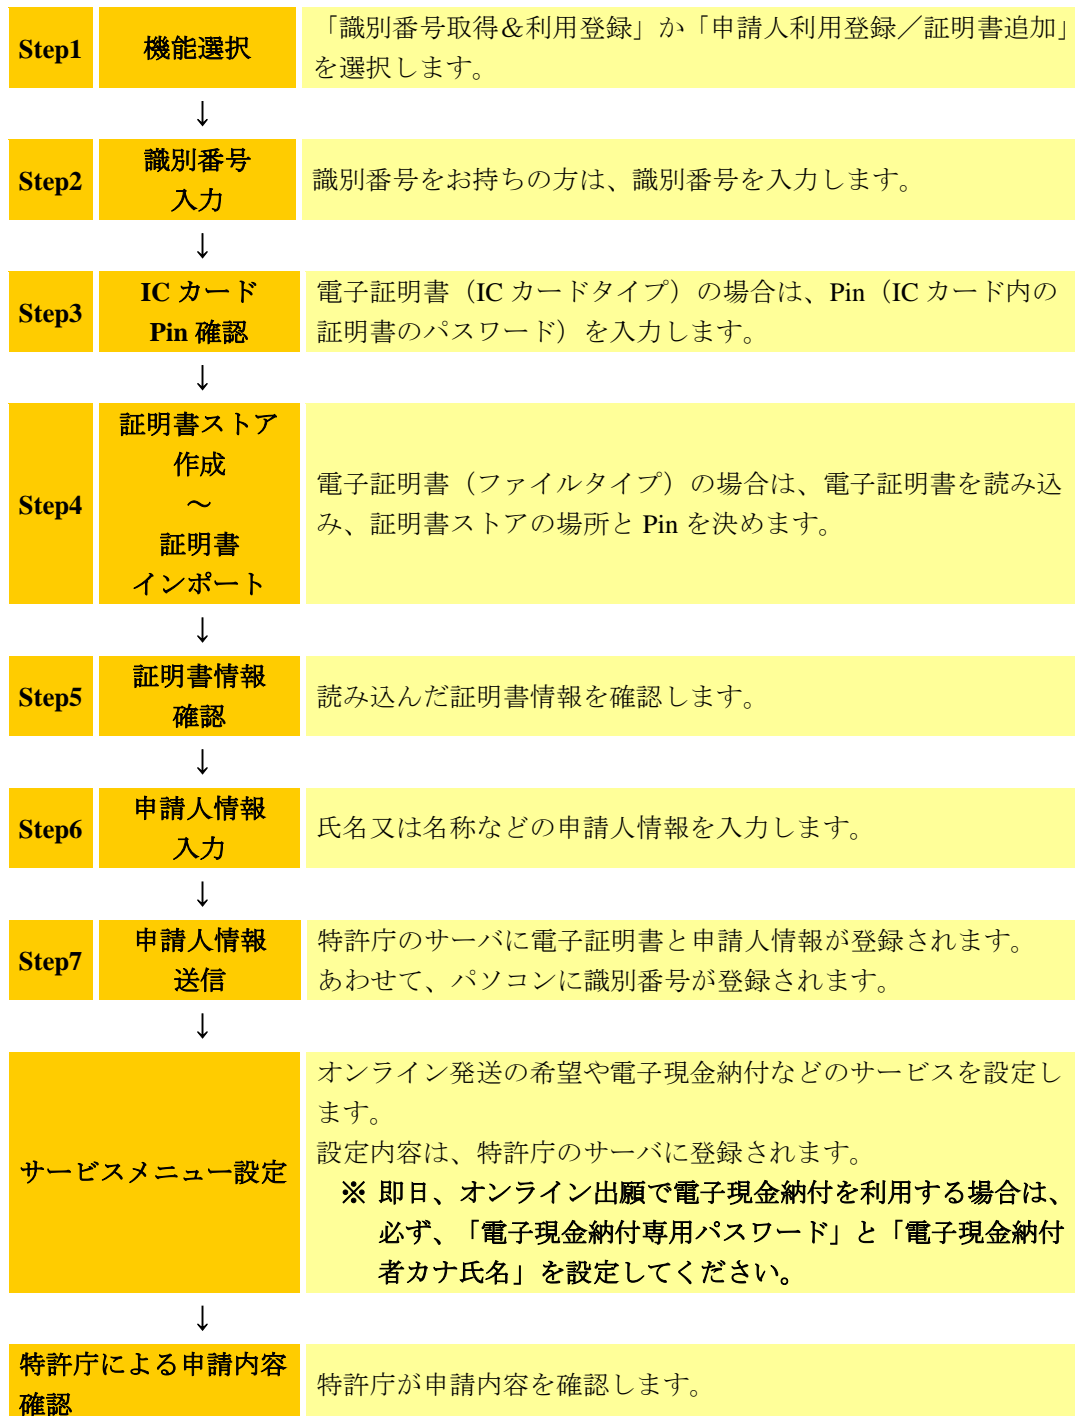 Step1
機能選択
「識別番号取得＆利用登録」か「申請人利用登録／証明書追加」
を選択します。
↓
Step2
識別番号
入力
識別番号をお持ちの方は、識別番号を入力します。
↓
Step3
IC カード
Pin 確認
電子証明書（IC カードタイプ）の場合は、Pin（IC カード内の
証明書のパスワード）を入力します。
↓
Step4
証明書ストア
作成
～
証明書
インポート
電子証明書（ファイルタイプ）の場合は、電子証明書を読み込
み、証明書ストアの場所と Pin を決めます。
↓
Step5
証明書情報
確認
読み込んだ証明書情報を確認します。
↓
Step6
申請人情報
入力
氏名又は名称などの申請人情報を入力します。
↓
Step7
申請人情報
送信
特許庁のサーバに電子証明書と申請人情報が登録されます。
あわせて、パソコンに識別番号が登録されます。
↓
サービスメニュー設定
オンライン発送の希望や電子現金納付などのサービスを設定し
ます。
設定内容は、特許庁のサーバに登録されます。
※ 即日、オンライン出願で電子現金納付を利用する場合は、
必ず、「電子現金納付専用パスワード」と「電子現金納付
者カナ氏名」を設定してください。
↓
特許庁による申請内容
確認
特許庁が申請内容を確認します。